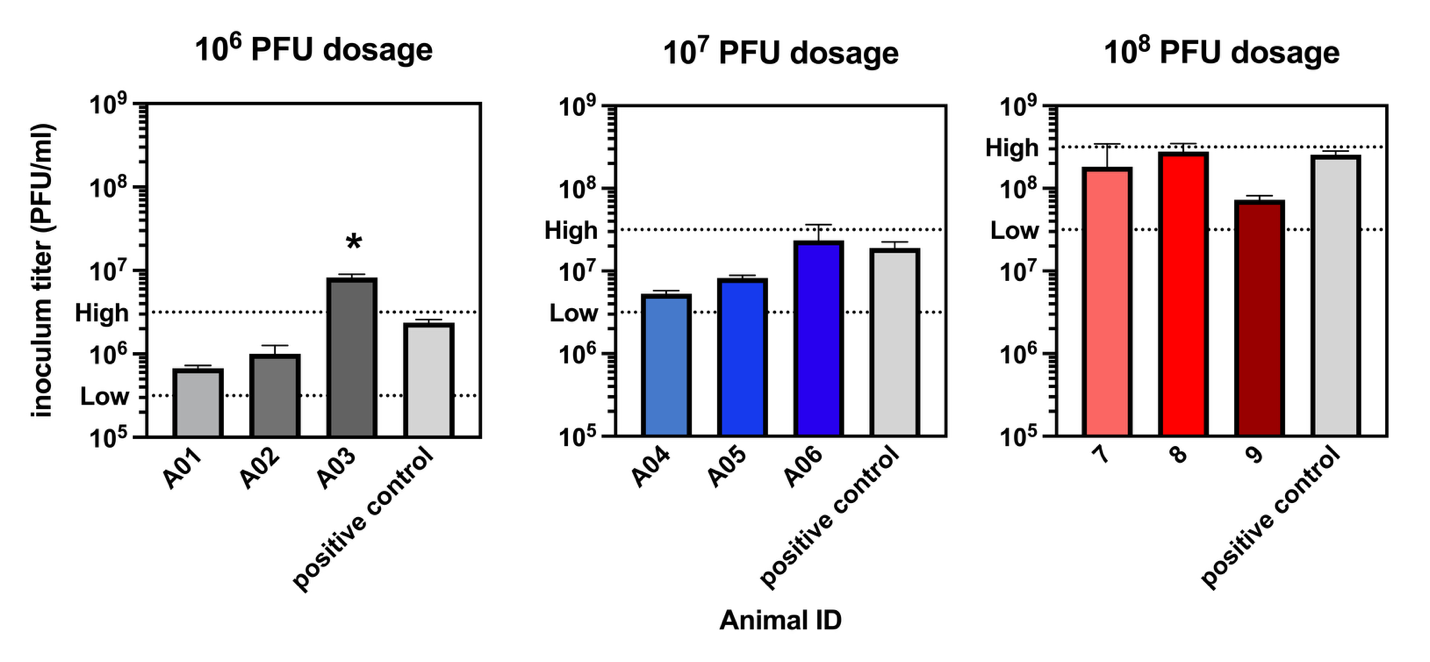 10⁶ PFU dosage
10⁷ PFU dosage
10⁸ PFU dosage
inoculum titer (PFU/ml)
10⁹
10⁸
10⁷
High
10⁶
Low
10⁵
A01
A02
A03
positive control
*
10⁹
10⁸
High
10⁷
Low
10⁶
10⁵
A04
A05
A06
positive control
10⁹
High
10⁸
Low
10⁷
10⁶
10⁵
7
8
9
positive control
Animal ID